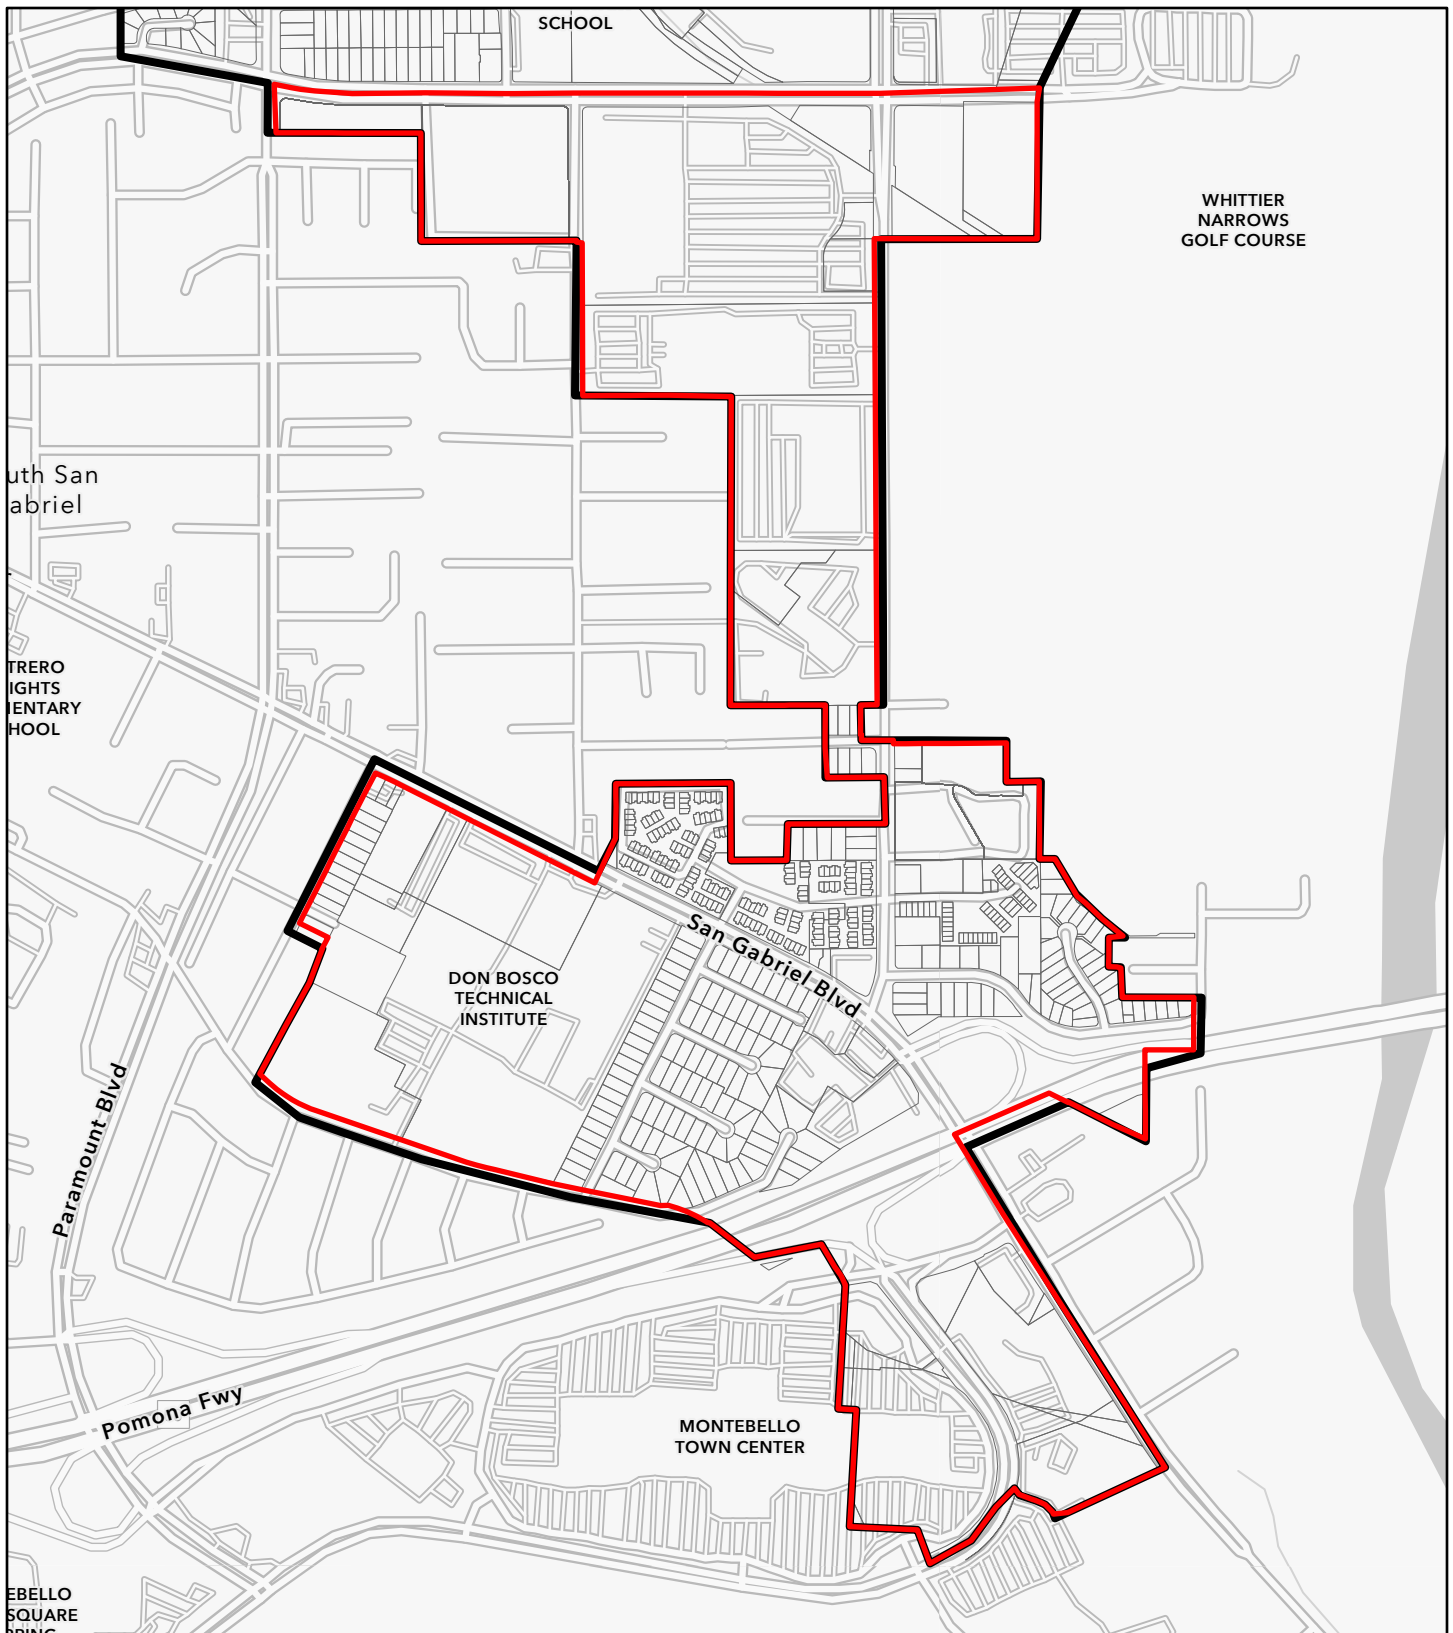 SCHOOL
WHITTIER
NARROWS
GOLF COURSE
uth San
abriel
TRERO
IGHTS
MENTARY
HOOL
San Gabriel Blvd
DON BOSCO
TECHNICAL
INSTITUTE
Paramount Blvd
Pomona Fwy
MONTEBELLO
TOWN CENTER
EBELLO
SQUARE